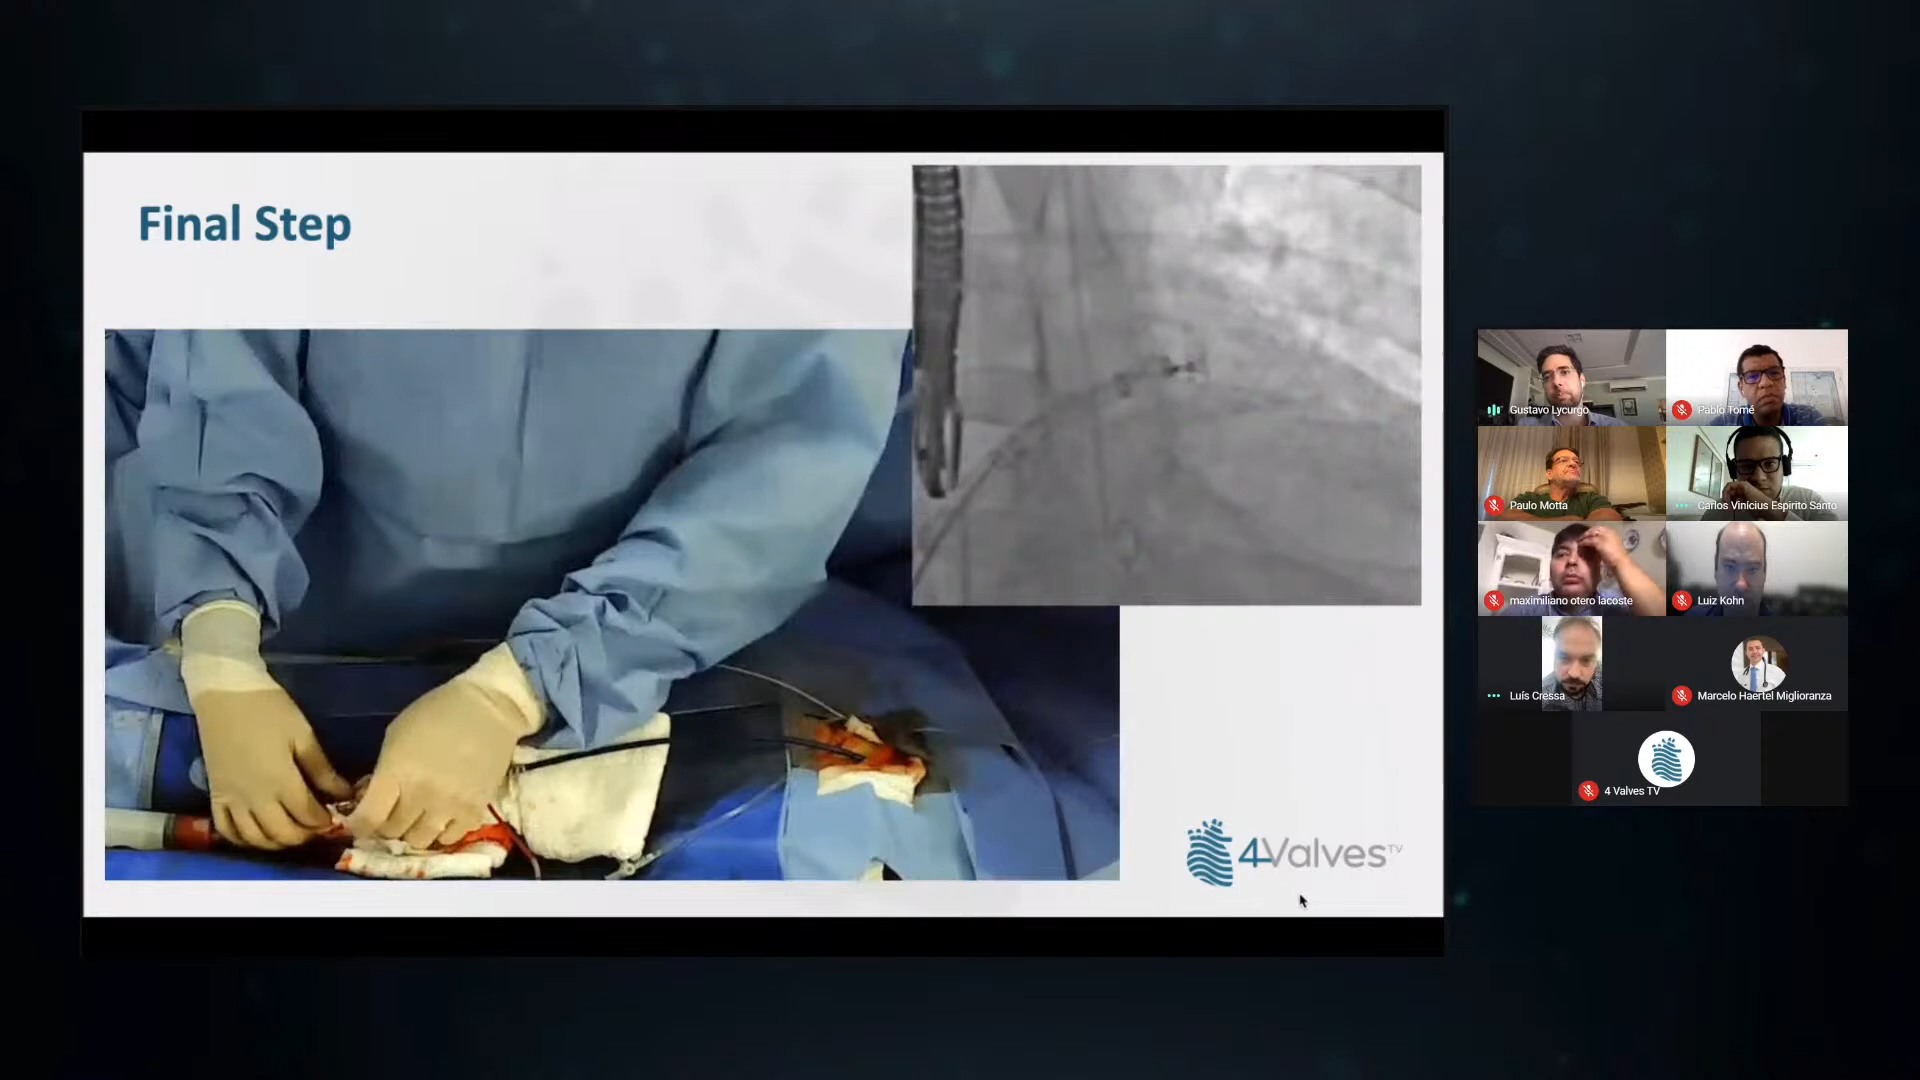 Final Step
4Valves TV
Gustavo Lycurgo
Pablo Tomé
Paulo Motta
Carlos Vinícius Espirito Santo
maximiliano otero lacoste
Luiz Kohn
Luís Cressa
Marcelo Haertel Miglioranza
4 Valves TV